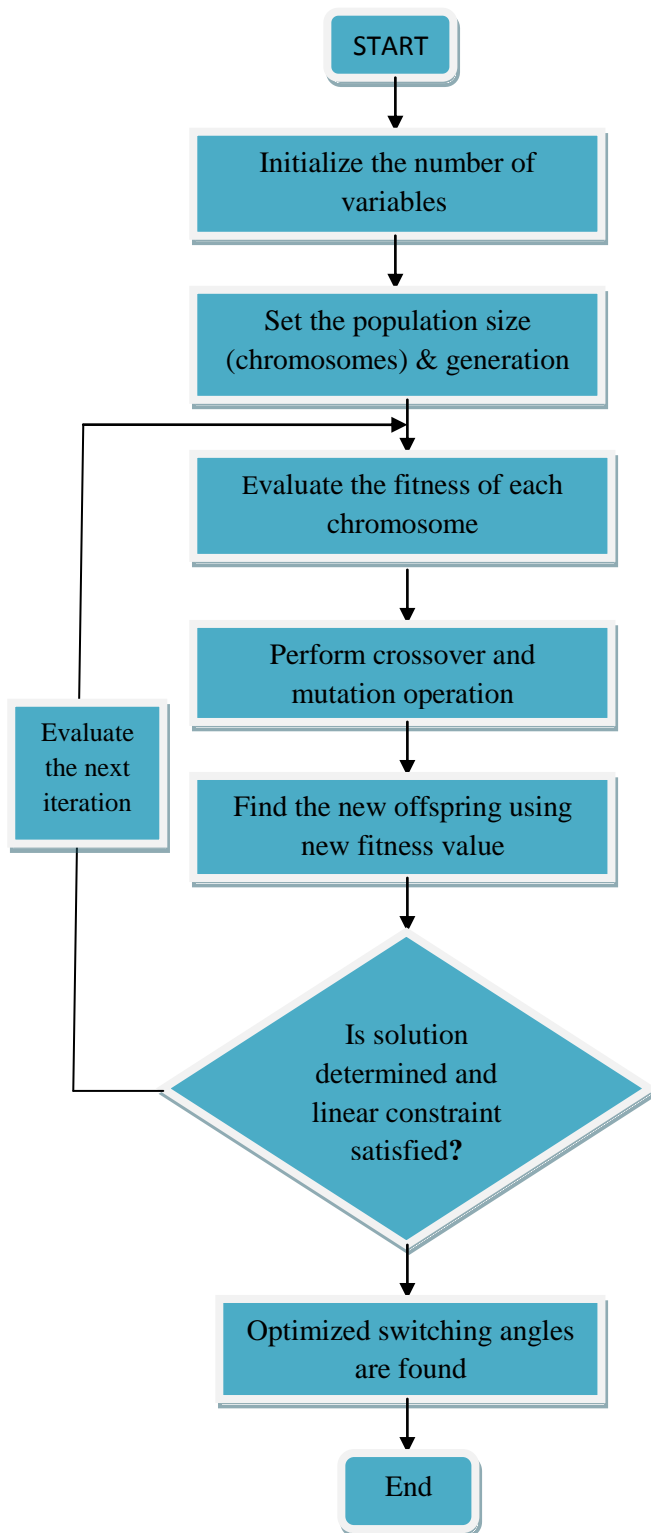 START
Initialize the number of
variables
Set the population size
(chromosomes) & generation
Evaluate the fitness of each
chromosome
Perform crossover and
mutation operation
Evaluate
the next
iteration
Find the new offspring using
new fitness value
Is solution
determined and
linear constraint
satisfied?
Optimized switching angles
are found
End